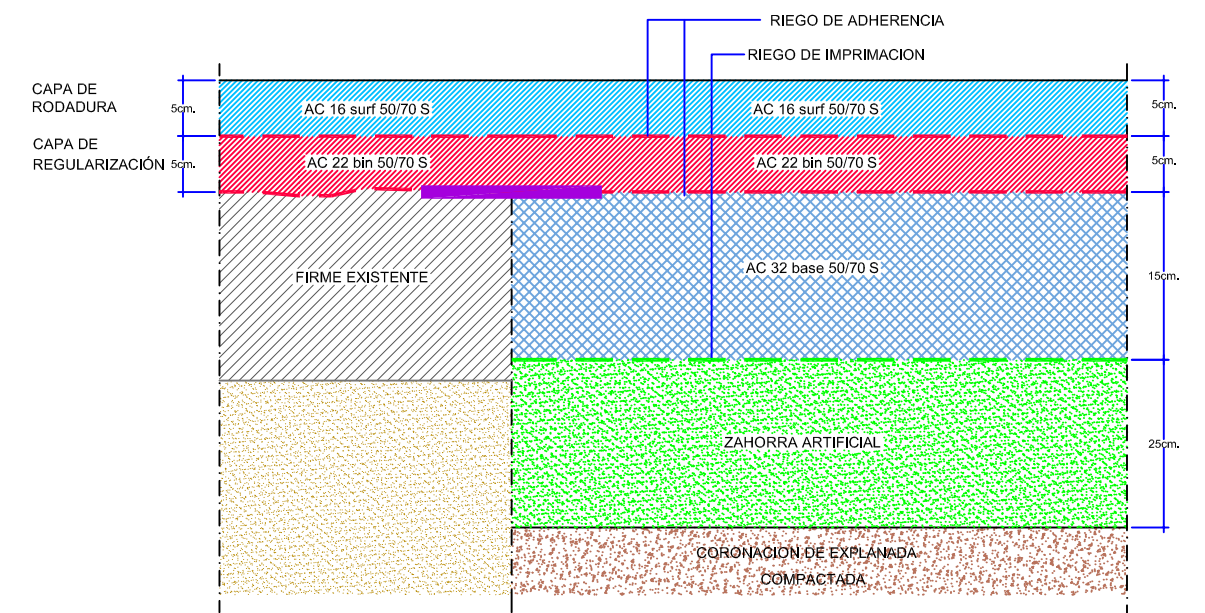 RIEGO DE ADHERENCIA
RIEGO DE IMPRIMACION
CAPA DE
RODADURA
5cm.
AC 16 surf 50/70 S
AC 16 surf 50/70 S
5cm.
CAPA DE
REGULARIZACIÓN
5cm.
AC 22 bin 50/70 S
AC 22 bin 50/70 S
5cm.
FIRME EXISTENTE
AC 32 base 50/70 S
15cm.
ZAHORRA ARTIFICIAL
25cm.
CORONACION DE EXPLANADA
COMPACTADA